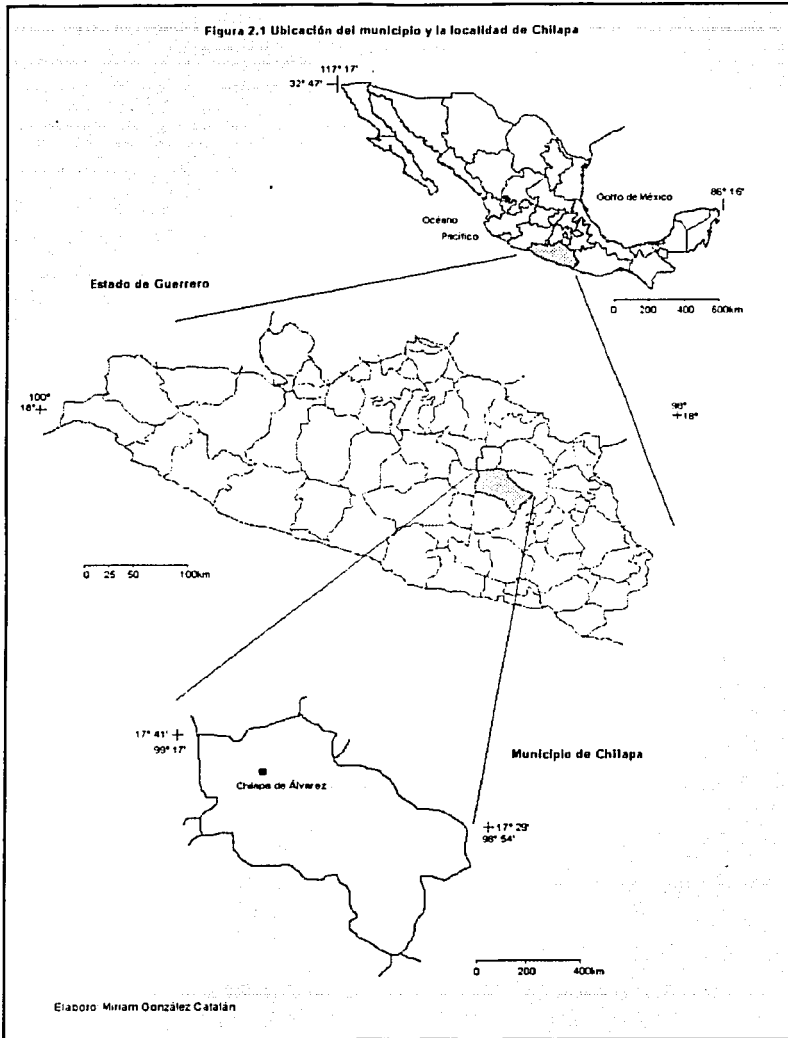 Figura 2.1 Ubicación del municipio y la localidad de Chilapa
117° 17'
32° 47'
Golfo de México
86° 16'
Océano
Pacífico
Estado de Guerrero
0 200 400 600km
100°
18°
98°
18°
0 25 50 100km
17° 41'
99° 17'
Municipio de Chilapa
Chilapa de Álvarez
17° 29'
98° 54'
0 200 400km
Elaboro: Miriam González Catalán